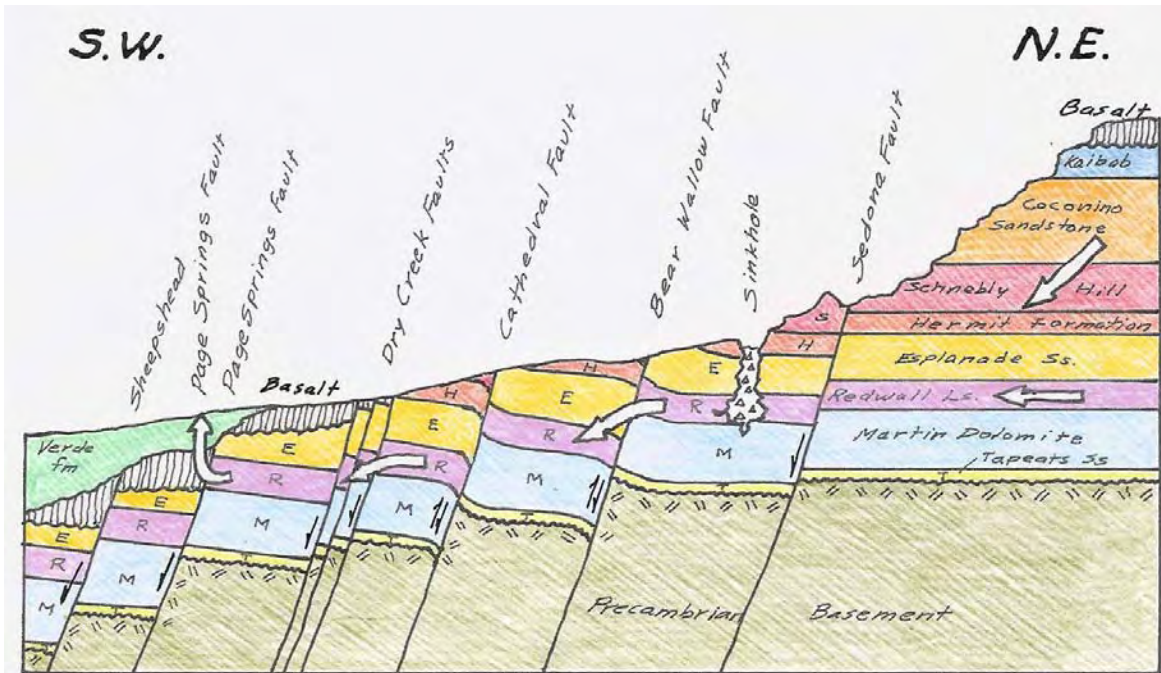 S.W.
N.E.
Sheepshead
Page Springs Fault
Page Springs Fault
Basalt
Dry Creek Faults
Cathedral Fault
Bear Wallow Fault
Sinkhole
Sedona Fault
Basalt
Kaibab
Coconino
Sandstone
Schnebly Hill
Hermit Formation
Esplanade Ss.
Redwall Ls.
Martin Dolomite
Tapeats Ss
T
Verde
fm
E
R
M
T
E
R
M
T
E
R
M
T
H
E
R
M
T
H
E
R
M
T
E
R
M
T
S
H
Precambrian Basement